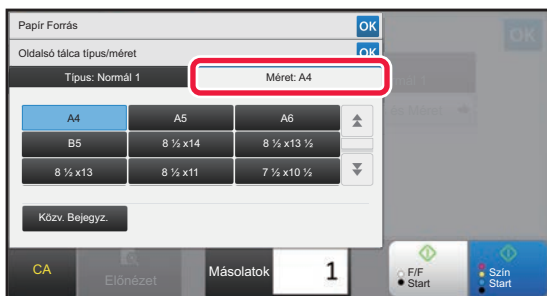 Papír Forrás OK
OK
Oldalsó tálca típus/méret OK
Típus: Normál 1 Méret: A4
A4 A5 A6
B5 8 ½ x14 8 ½ x13 ½
8 ½ x13 8 ½ x11 7 ½ x10 ½
Közv. Bejegyz.
CA Előnézet Másolatok 1
F/F Start
Szín Start